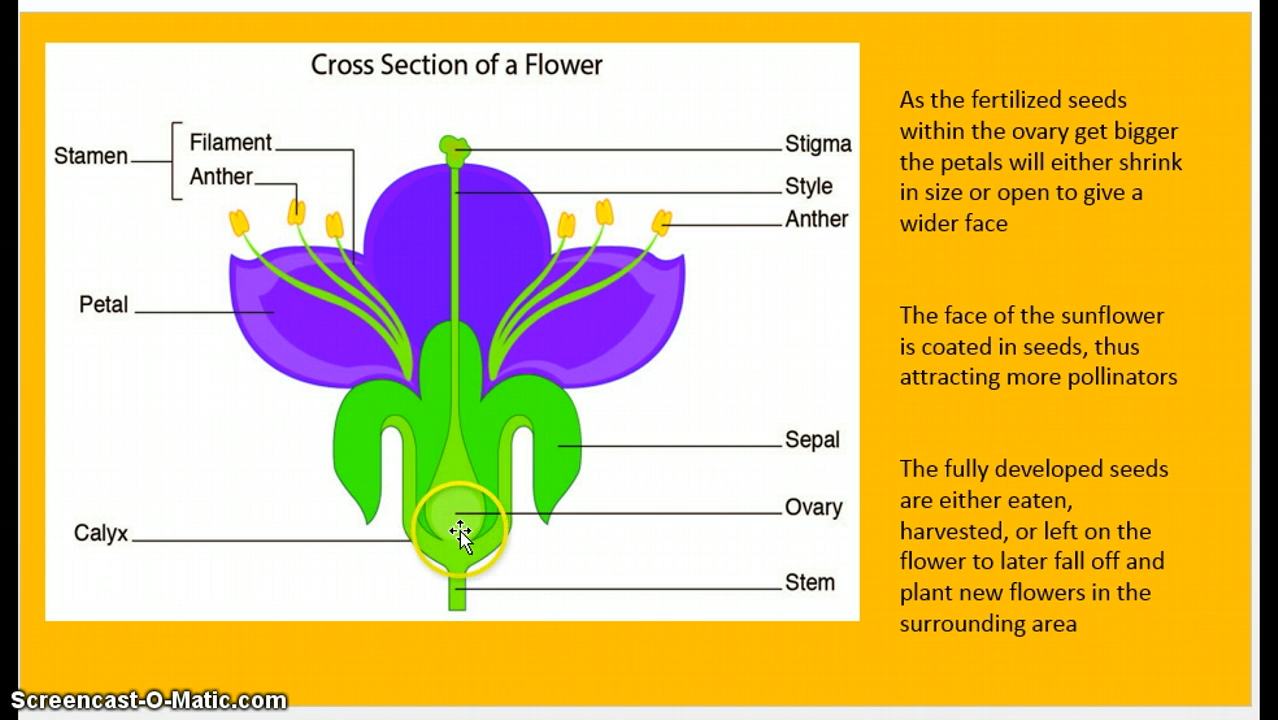 Cross Section of a Flower
Stamen
Filament
Anther
Petal
Calyx
Stigma
Style
Anther
Sepal
Ovary
Stem
As the fertilized seeds
within the ovary get bigger
the petals will either shrink
in size or open to give a
wider face
The face of the sunflower
is coated in seeds, thus
attracting more pollinators
The fully developed seeds
are either eaten,
harvested, or left on the
flower to later fall off and
plant new flowers in the
surrounding area
Screencast-O-Matic.com